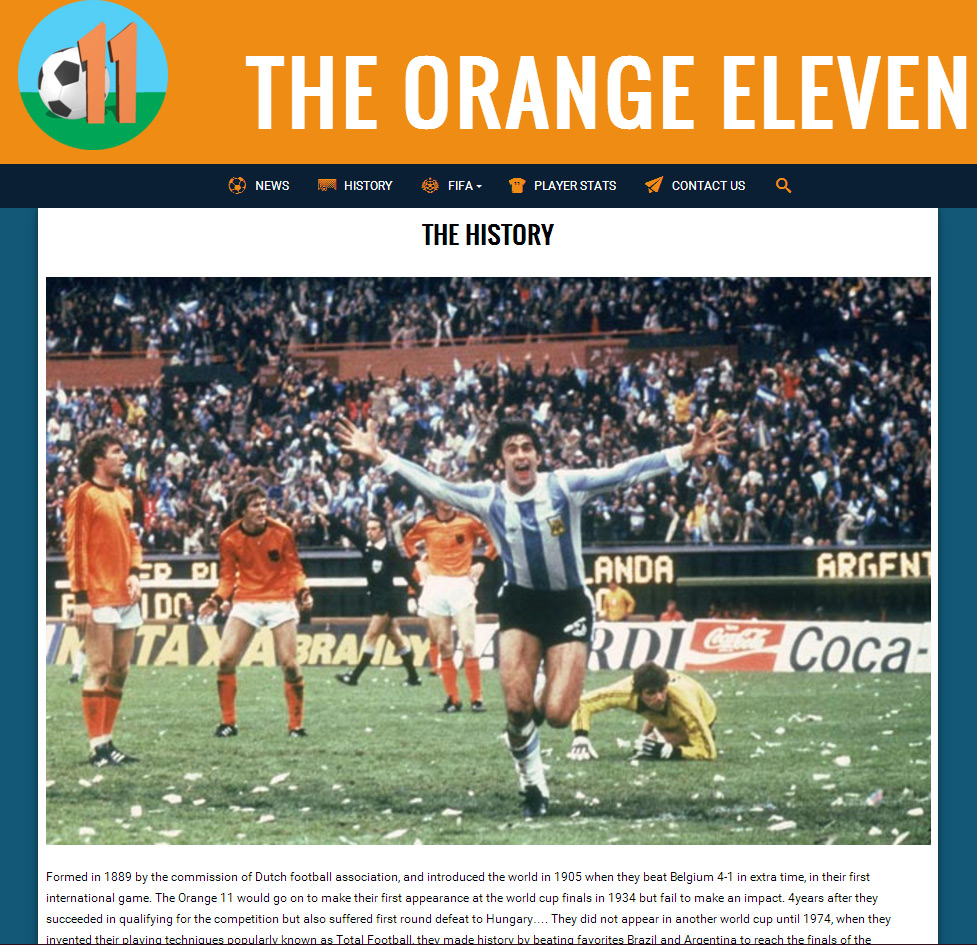 11
THE ORANGE ELEVEN
NEWS HISTORY FIFA PLAYER STATS CONTACT US
THE HISTORY
LANDA ARGENT
METAXA BRANDY
Coca-Cola Coca-
Formed in 1889 by the commission of Dutch football association, and introduced the world in 1905 when they beat Belgium 4-1 in extra time, in their first
international game. The Orange 11 would go on to make their first appearance at the world cup finals in 1934 but fail to make an impact. 4years after they
succeeded in qualifying for the competition but also suffered first round defeat to Hungary.... They did not appear in another world cup until 1974, when they
invented their playing techniques popularly known as Total Football, they made history by beating favorites Brazil and Argentina to reach the finals of the